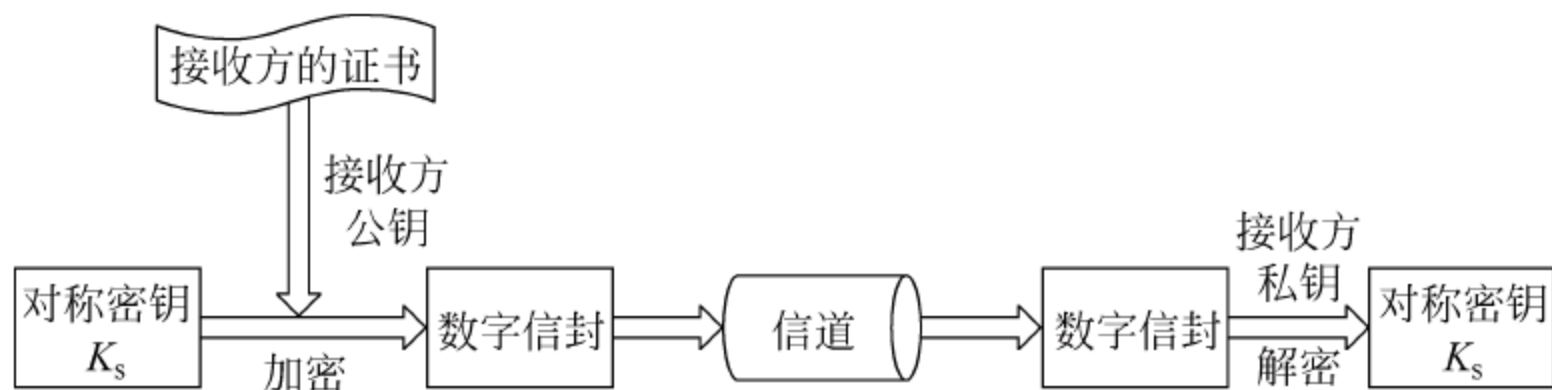 接收方的证书
接收方
公钥
对称密钥
Ks
加密
数字信封
信道
数字信封
接收方
私钥
解密
对称密钥
Ks